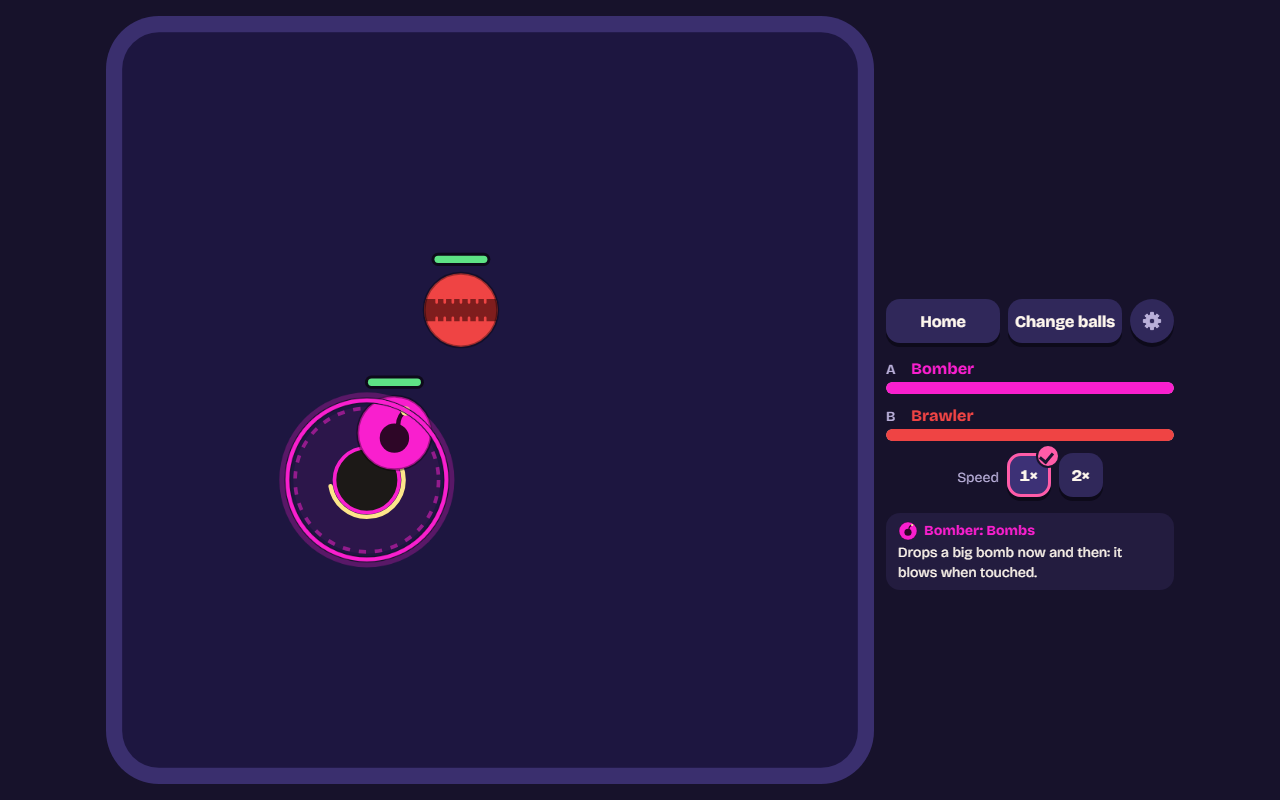 Home
Change balls
A Bomber
B Brawler
Speed 1× 2×
Bomber: Bombs
Drops a big bomb now and then: it
blows when touched.